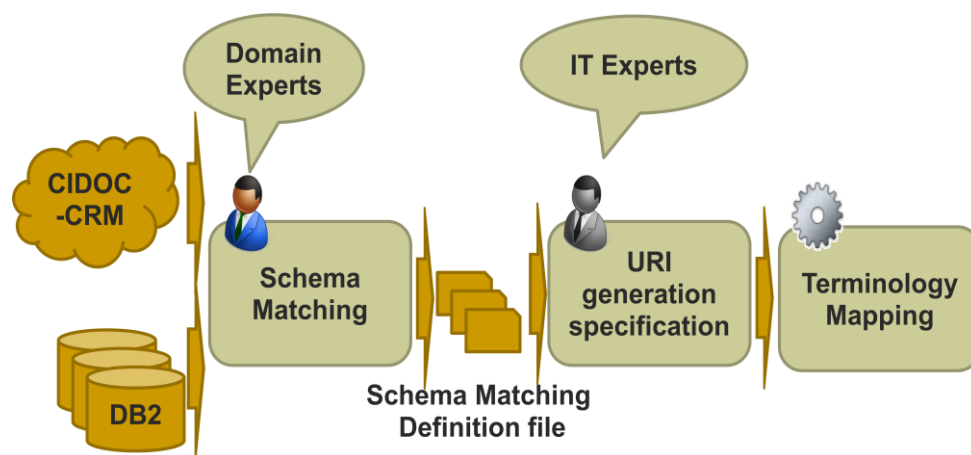 Domain
Experts
IT Experts
CIDOC
-CRM
Schema
Matching
URI
generation
specification
Terminology
Mapping
DB2
Schema Matching
Definition file